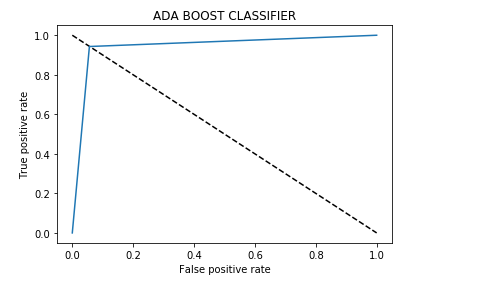 ADA BOOST CLASSIFIER
1.0
0.8
0.6
0.4
0.2
0.0
True positive rate
0.0 0.2 0.4 0.6 0.8 1.0
False positive rate